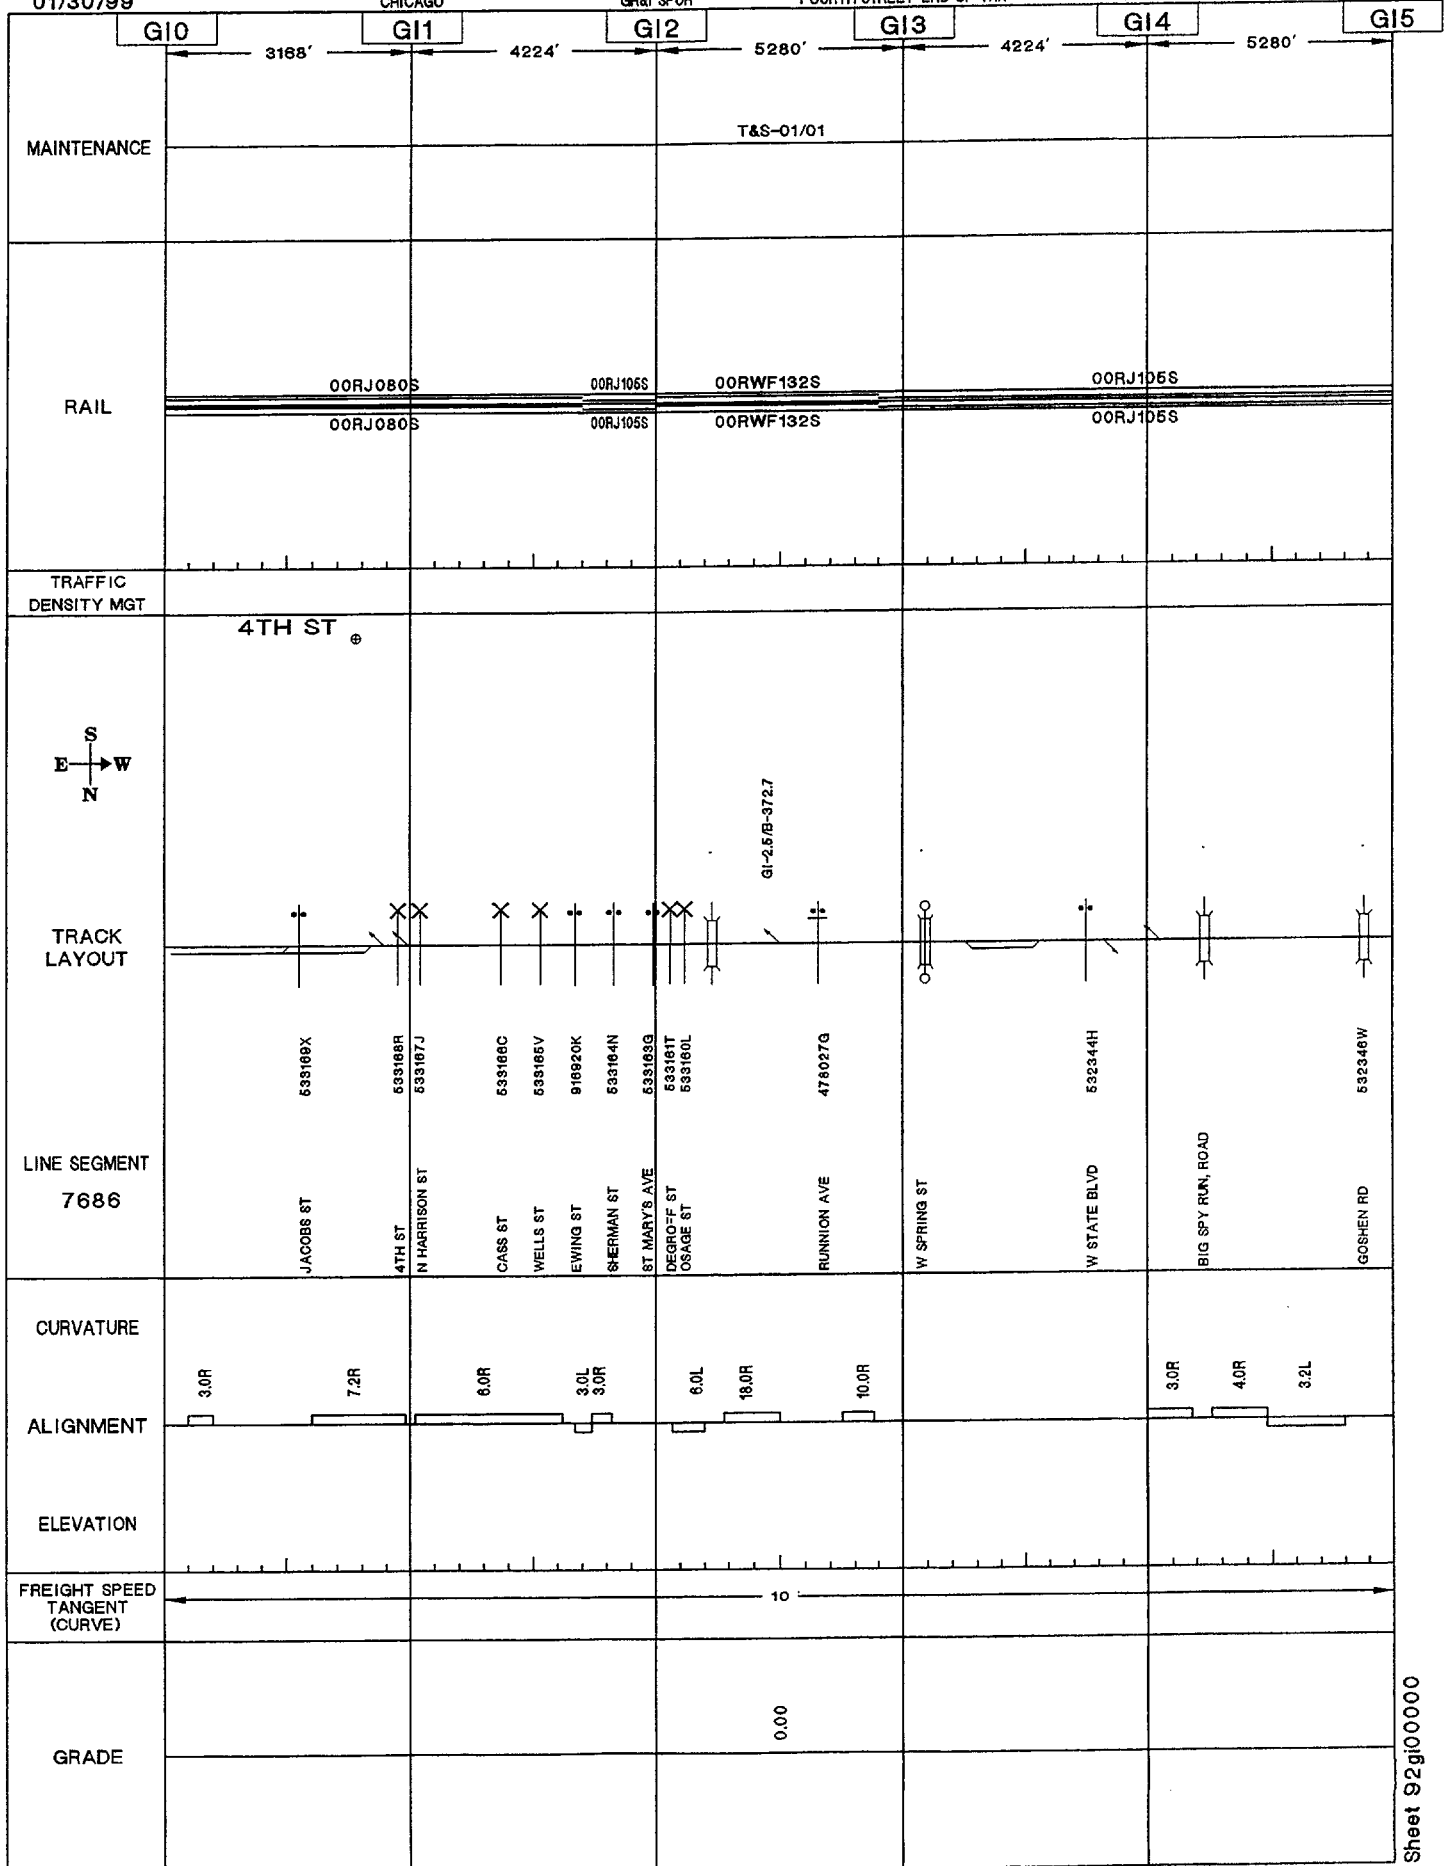 01/30/99 CHICAGO GR&I SPUR
GI0 GI1 GI2 GI3 GI4 GI5
3168' 4224' 5280' 4224' 5280'
MAINTENANCE
T&S-01/01
RAIL
00RJ080S 00RJ105S 00RWF132S 00RJ105S
00RJ080S 00RJ105S 00RWF132S 00RJ105S
TRAFFIC
DENSITY MGT
4TH ST
S
E W
N
GI-2.5/B-372.7
TRACK
LAYOUT
533169X 533168R 533167J 533166C 533165V 916920K 533164N 533163G 533161T 533160L 478027G 532344H 532346W
LINE SEGMENT
7686
JACOBS ST 4TH ST N HARRISON ST CASS ST WELLS ST EWING ST SHERMAN ST ST MARY'S AVE DEGROFF ST OSAGE ST RUNNION AVE W SPRING ST W STATE BLVD BIG SPY RUN, ROAD GOSHEN RD
CURVATURE
3.0R 7.2R 6.0R 3.0L 3.0R 6.0L 18.0R 10.0R 3.0R 4.0R 3.2L
ALIGNMENT
ELEVATION
FREIGHT SPEED
TANGENT
(CURVE)
10
GRADE
0.00
Sheet 92gi00000